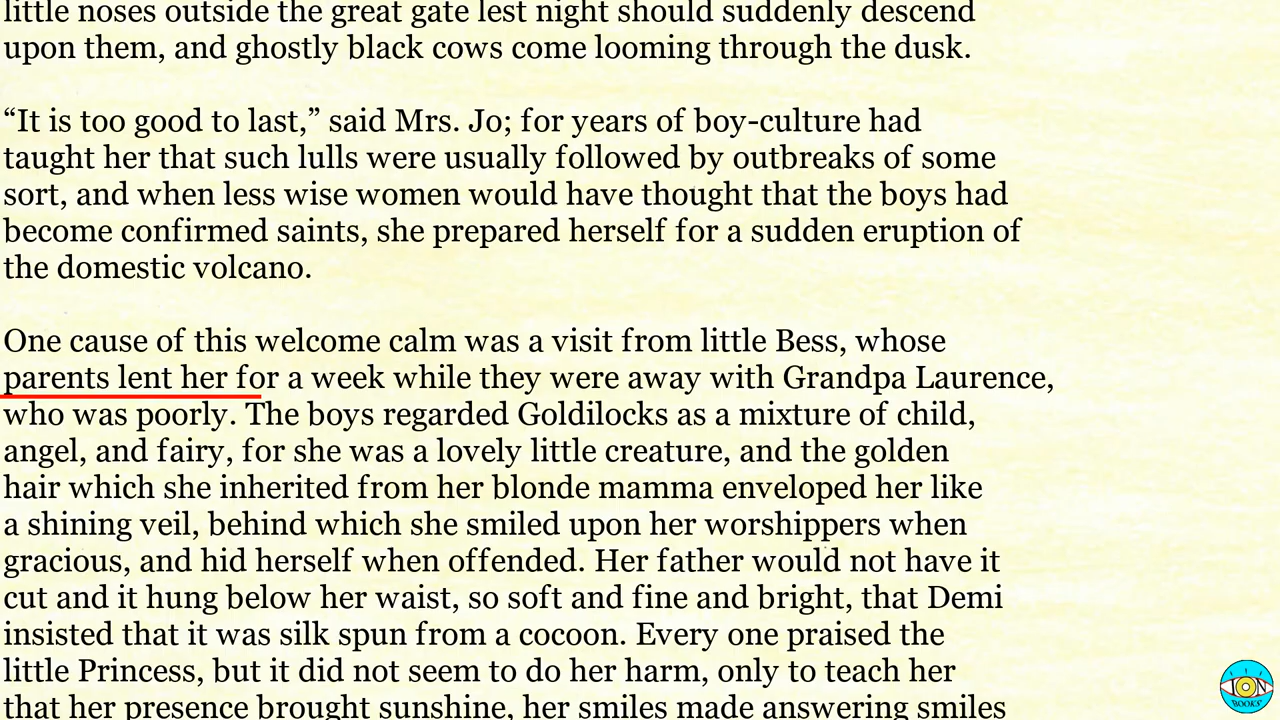 little noses outside the great gate lest night should suddenly descend
upon them, and ghostly black cows come looming through the dusk.
“It is too good to last,” said Mrs. Jo; for years of boy-culture had
taught her that such lulls were usually followed by outbreaks of some
sort, and when less wise women would have thought that the boys had
become confirmed saints, she prepared herself for a sudden eruption of
the domestic volcano.
One cause of this welcome calm was a visit from little Bess, whose
parents lent her for a week while they were away with Grandpa Laurence,
who was poorly. The boys regarded Goldilocks as a mixture of child,
angel, and fairy, for she was a lovely little creature, and the golden
hair which she inherited from her blonde mamma enveloped her like
a shining veil, behind which she smiled upon her worshippers when
gracious, and hid herself when offended. Her father would not have it
cut and it hung below her waist, so soft and fine and bright, that Demi
insisted that it was silk spun from a cocoon. Every one praised the
little Princess, but it did not seem to do her harm, only to teach her
that her presence brought sunshine, her smiles made answering smiles
ION
BOOKS